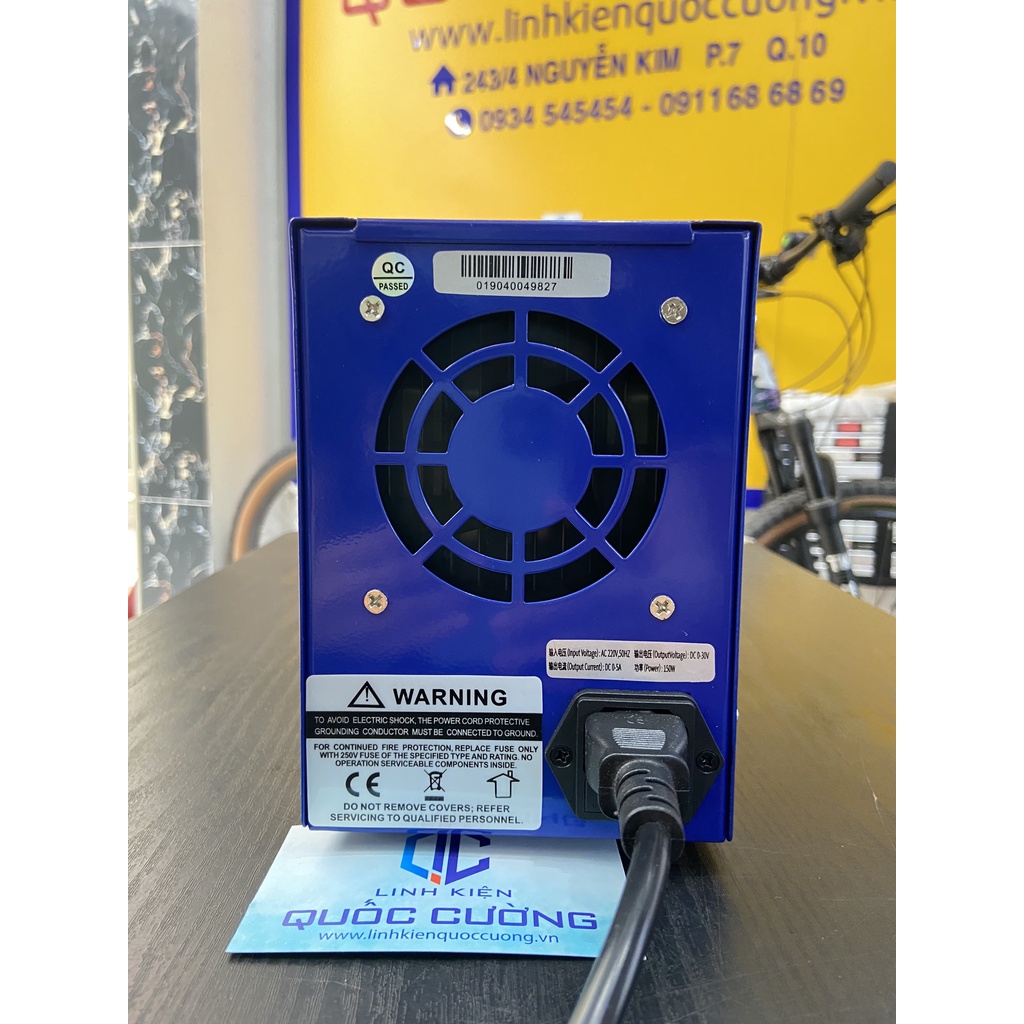 www.linhkienquoccuong.vn
243/4 NGUYỄN KIM P.7 Q.10
0934 545454 - 0911 68 68 69
QC
PASSED
019040049827
输入电压(Input Voltage): AC 220V,50HZ 输出电压(OutputVoltage): DC 0-30V
输出电流(Output Current): DC 0-5A 功率(Power): 150W
WARNING
TO AVOID ELECTRIC SHOCK, THE POWER CORD PROTECTIVE
GROUNDING CONDUCTOR MUST BE CONNECTED TO GROUND.
FOR CONTINUED FIRE PROTECTION, REPLACE FUSE ONLY
WITH 250V FUSE OF THE SPECIFIED TYPE AND RATING. NO
OPERATION SERVICEABLE COMPONENTS INSIDE.
CE
DO NOT REMOVE COVERS; REFER
SERVICING TO QUALIFIED PERSONNEL.
QC
LINH KIỆN
QUỐC CƯỜNG
www.linhkienquoccuong.vn